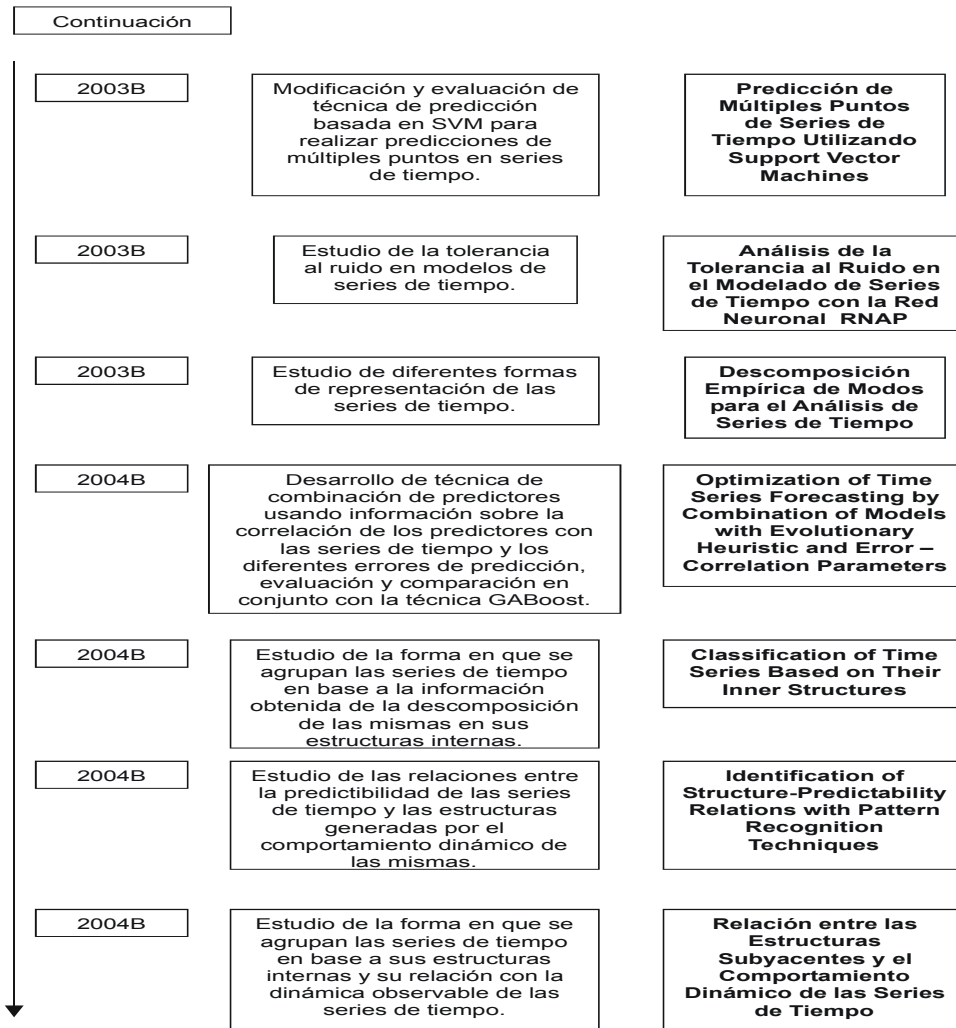 Continuación
2003B
Modificación y evaluación de
técnica de predicción
basada en SVM para
realizar predicciones de
múltiples puntos en series
de tiempo.
Predicción de
Múltiples Puntos
de Series de
Tiempo Utilizando
Support Vector
Machines
2003B
Estudio de la tolerancia
al ruido en modelos de
series de tiempo.
Análisis de la
Tolerancia al Ruido en
el Modelado de Series
de Tiempo con la Red
Neuronal RNAP
2003B
Estudio de diferentes formas
de representación de las
series de tiempo.
Descomposición
Empírica de Modos
para el Análisis de
Series de Tiempo
2004B
Desarrollo de técnica de
combinación de predictores
usando información sobre la
correlación de los predictores con
las series de tiempo y los
diferentes errores de predicción,
evaluación y comparación en
conjunto con la técnica GABoost.
Optimization of Time
Series Forecasting by
Combination of Models
with Evolutionary
Heuristic and Error –
Correlation Parameters
2004B
Estudio de la forma en que se
agrupan las series de tiempo
en base a la información
obtenida de la descomposición
de las mismas en sus
estructuras internas.
Classification of Time
Series Based on Their
Inner Structures
2004B
Estudio de las relaciones entre
la predictibilidad de las series
de tiempo y las estructuras
generadas por el
comportamiento dinámico de
las mismas.
Identification of
Structure-Predictability
Relations with Pattern
Recognition
Techniques
2004B
Estudio de la forma en que se
agrupan las series de tiempo
en base a sus estructuras
internas y su relación con la
dinámica observable de las
series de tiempo.
Relación entre las
Estructuras
Subyacentes y el
Comportamiento
Dinámico de las Series
de Tiempo